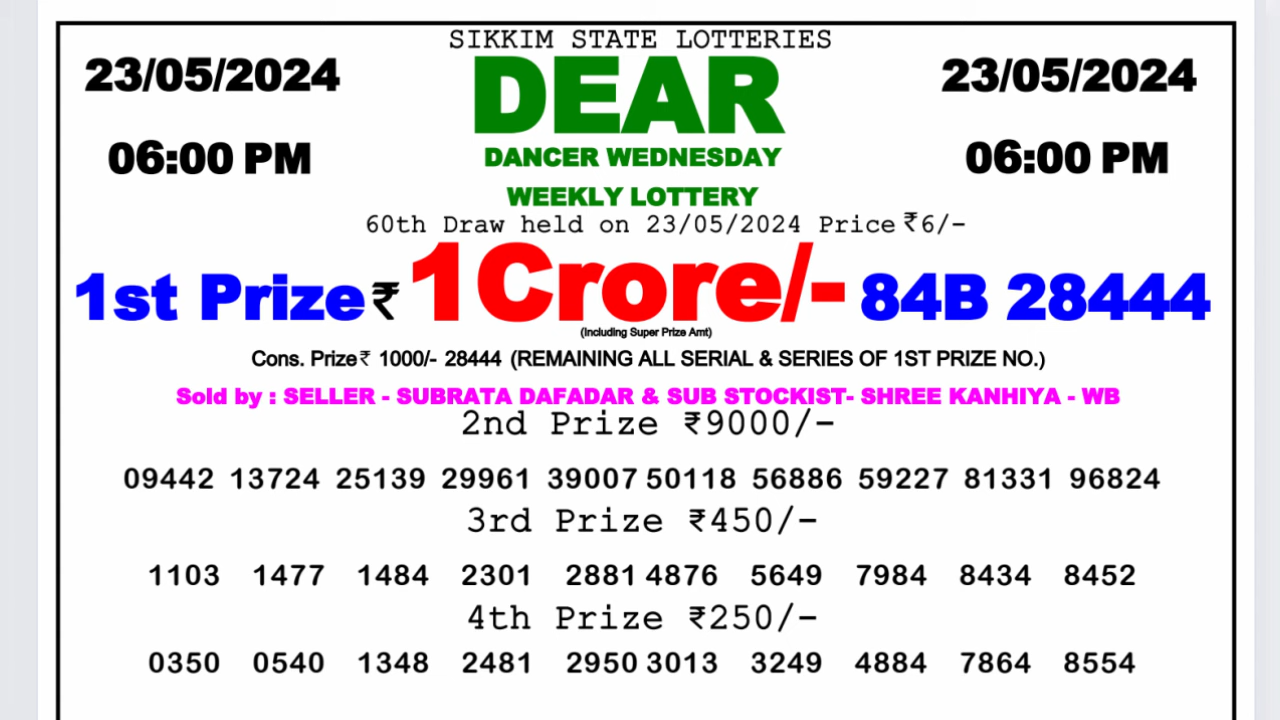 SIKKIM STATE LOTTERIES
23/05/2024 DEAR 23/05/2024
06:00 PM DANCER WEDNESDAY 06:00 PM
WEEKLY LOTTERY
60th Draw held on 23/05/2024 Price ₹6/-
1st Prize ₹ 1Crore/- 84B 28444
(Including Super Prize Amt)
Cons. Prize₹ 1000/- 28444 (REMAINING ALL SERIAL & SERIES OF 1ST PRIZE NO.)
Sold by : SELLER - SUBRATA DAFADAR & SUB STOCKIST- SHREE KANHIYA - WB
2nd Prize ₹9000/-
09442 13724 25139 29961 39007 50118 56886 59227 81331 96824
3rd Prize ₹450/-
1103 1477 1484 2301 2881 4876 5649 7984 8434 8452
4th Prize ₹250/-
0350 0540 1348 2481 2950 3013 3249 4884 7864 8554